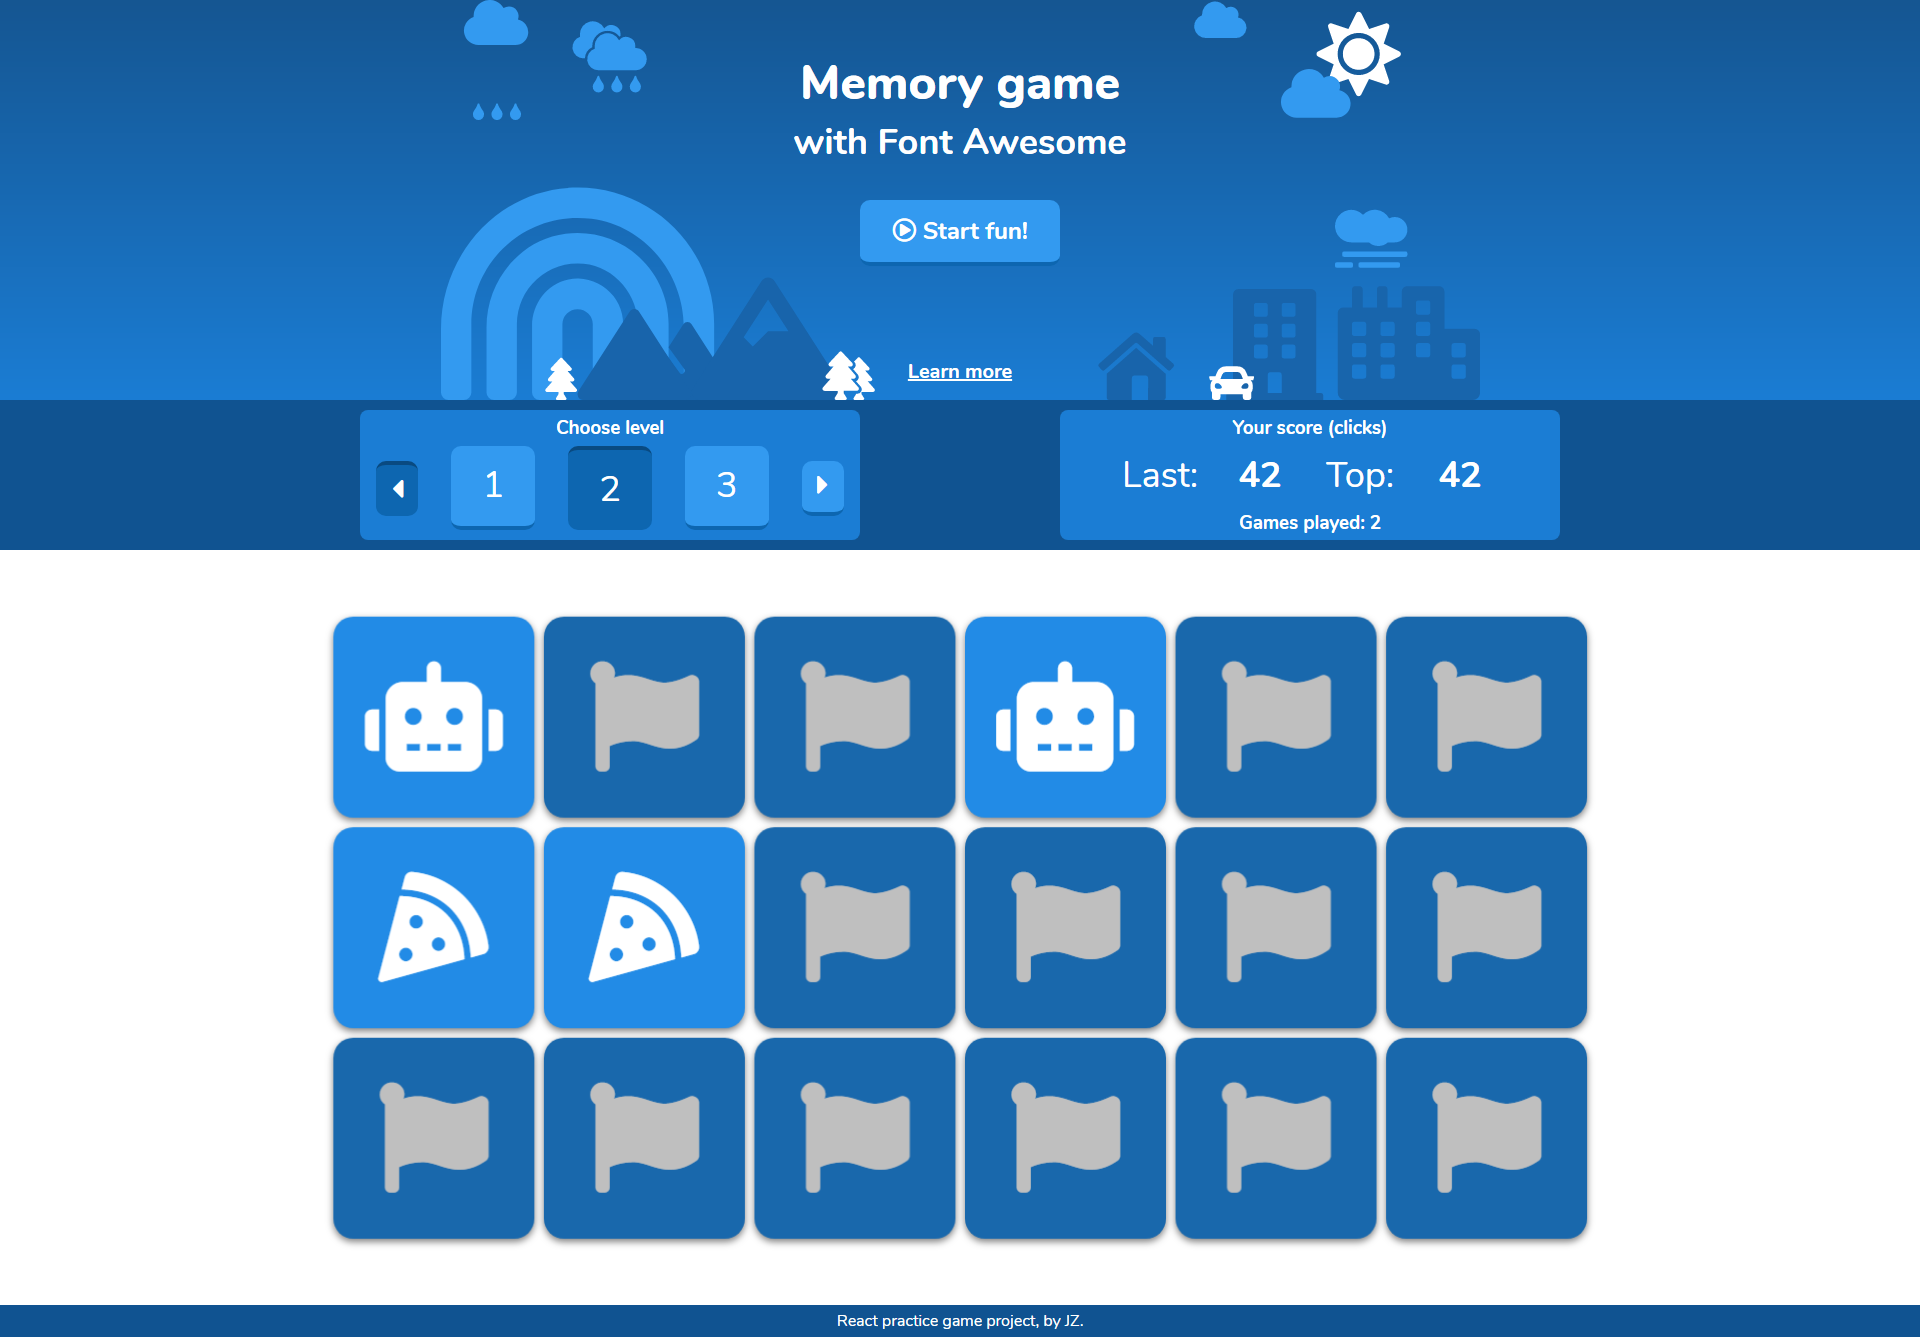 Memory game
with Font Awesome
Start fun!
Learn more
Choose level
1 2 3
Your score (clicks)
Last: 42 Top: 42
Games played: 2
React practice game project, by JZ.